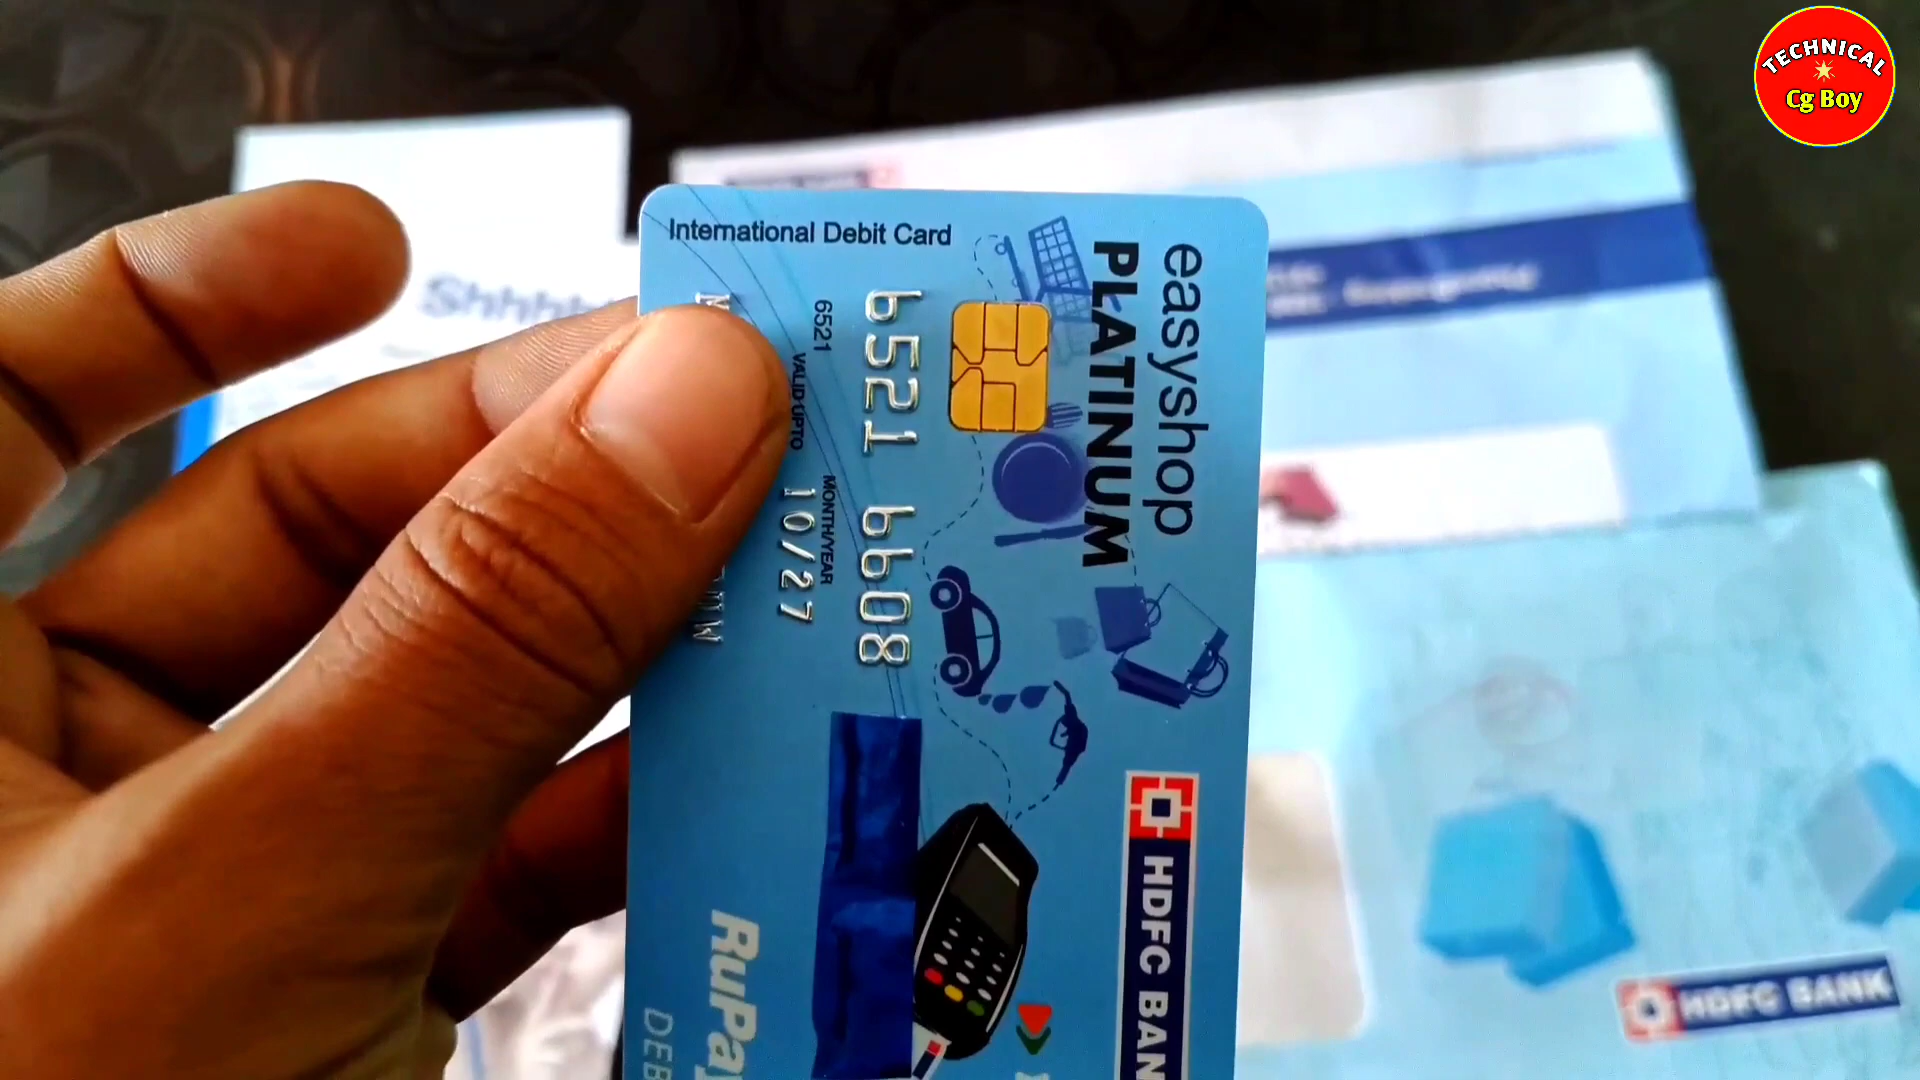 TECHNICAL
Cg Boy
International Debit Card
easyshop
PLATINUM
6521 6608
6521
VALID UPTO
MONTH/YEAR
10/27
HDFC BAN
RuPay
DEB
HDFC BANK